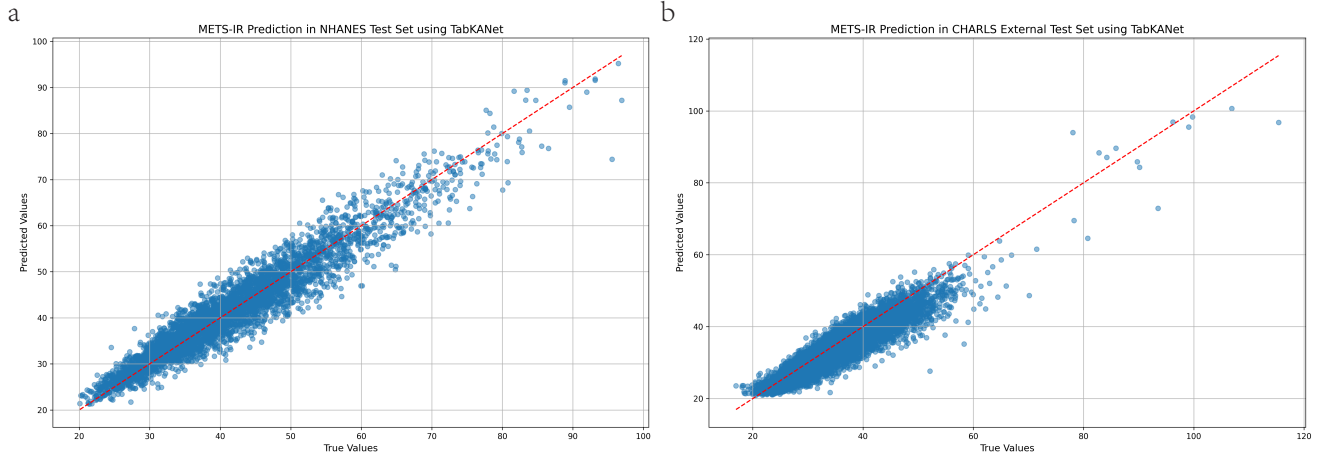 a
METS-IR Prediction in NHANES Test Set using TabKANet
100
90
80
70
60
50
40
30
20
Predicted Values
20 30 40 50 60 70 80 90 100
True Values
b
METS-IR Prediction in CHARLS External Test Set using TabKANet
120
100
80
60
40
20
Predicted Values
20 40 60 80 100 120
True Values